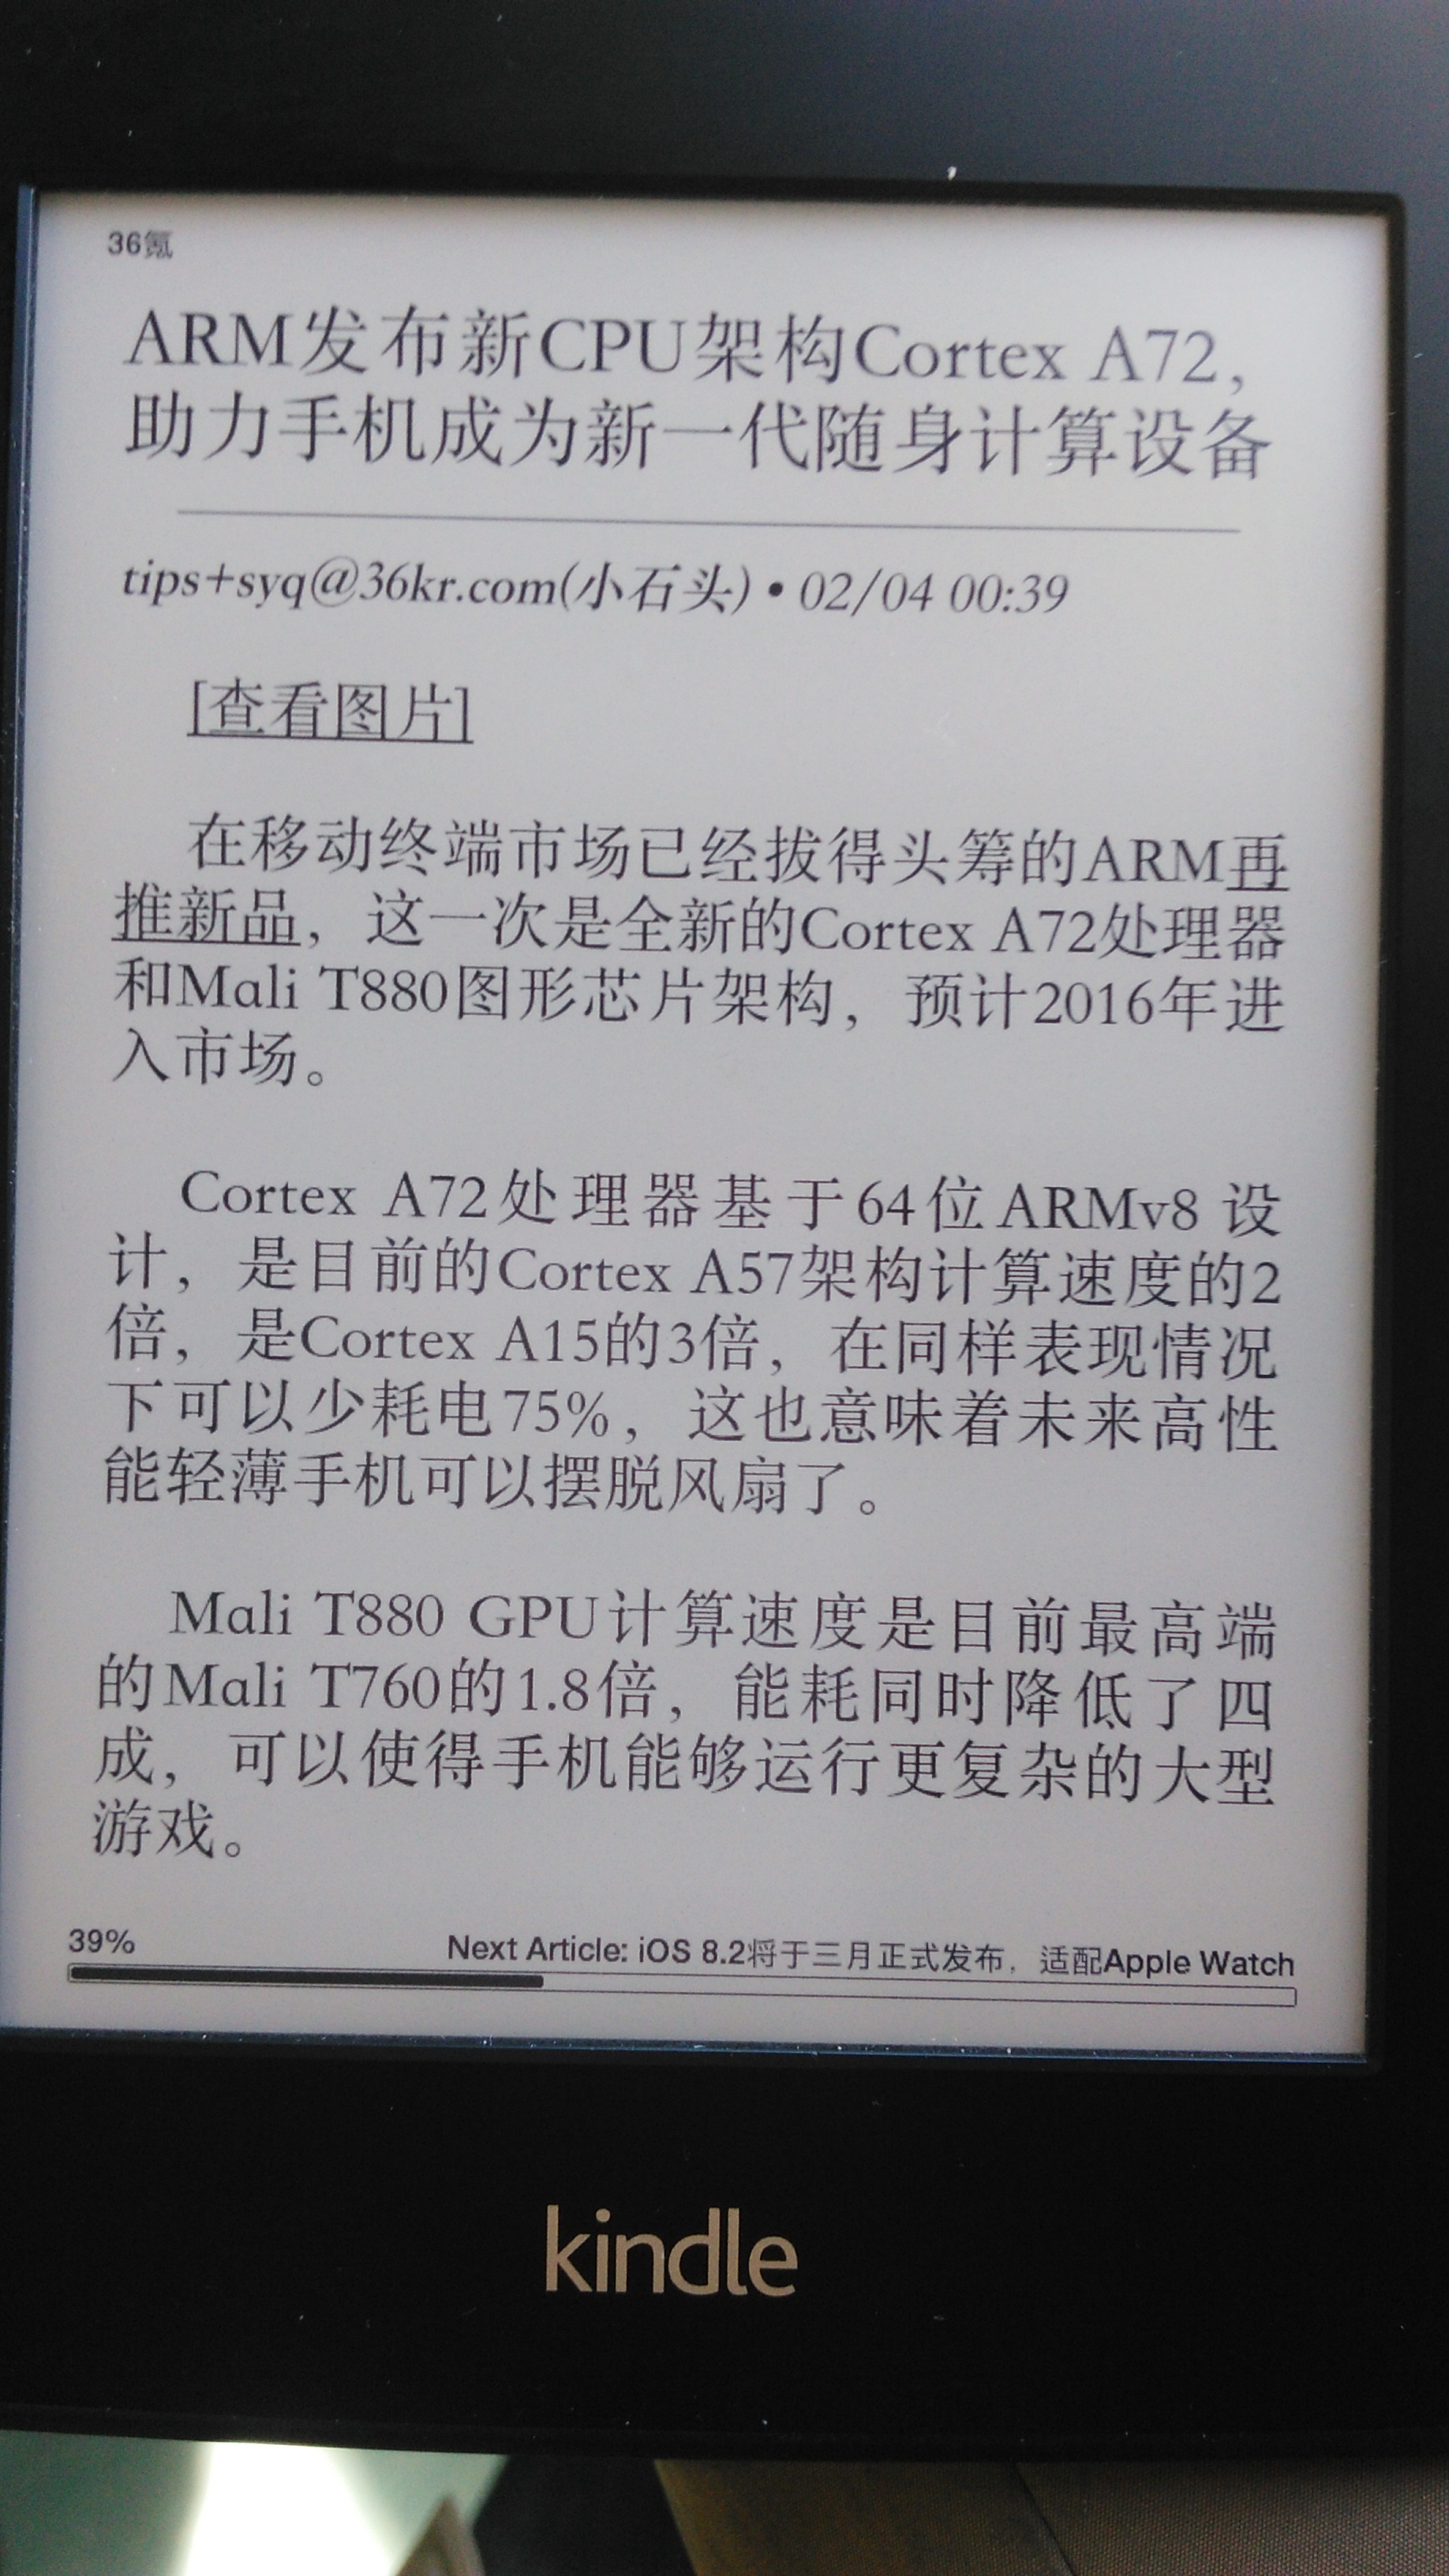 36氪
ARM发布新CPU架构Cortex A72,
助力手机成为新一代随身计算设备
tips+syq@36kr.com(小石头) • 02/04 00:39
[查看图片]
在移动终端市场已经拔得头筹的ARM再
推新品，这一次是全新的Cortex A72处理器
和Mali T880图形芯片架构，预计2016年进
入市场。
Cortex A72处理器基于64位ARMv8 设
计，是目前的Cortex A57架构计算速度的2
倍，是Cortex A15的3倍，在同样表现情况
下可以少耗电75%，这也意味着未来高性
能轻薄手机可以摆脱风扇了。
Mali T880 GPU计算速度是目前最高端
的Mali T760的1.8倍，能耗同时降低了四
成，可以使得手机能够运行更复杂的大型
游戏。
39%
Next Article: iOS 8.2将于三月正式发布，适配Apple Watch
kindle